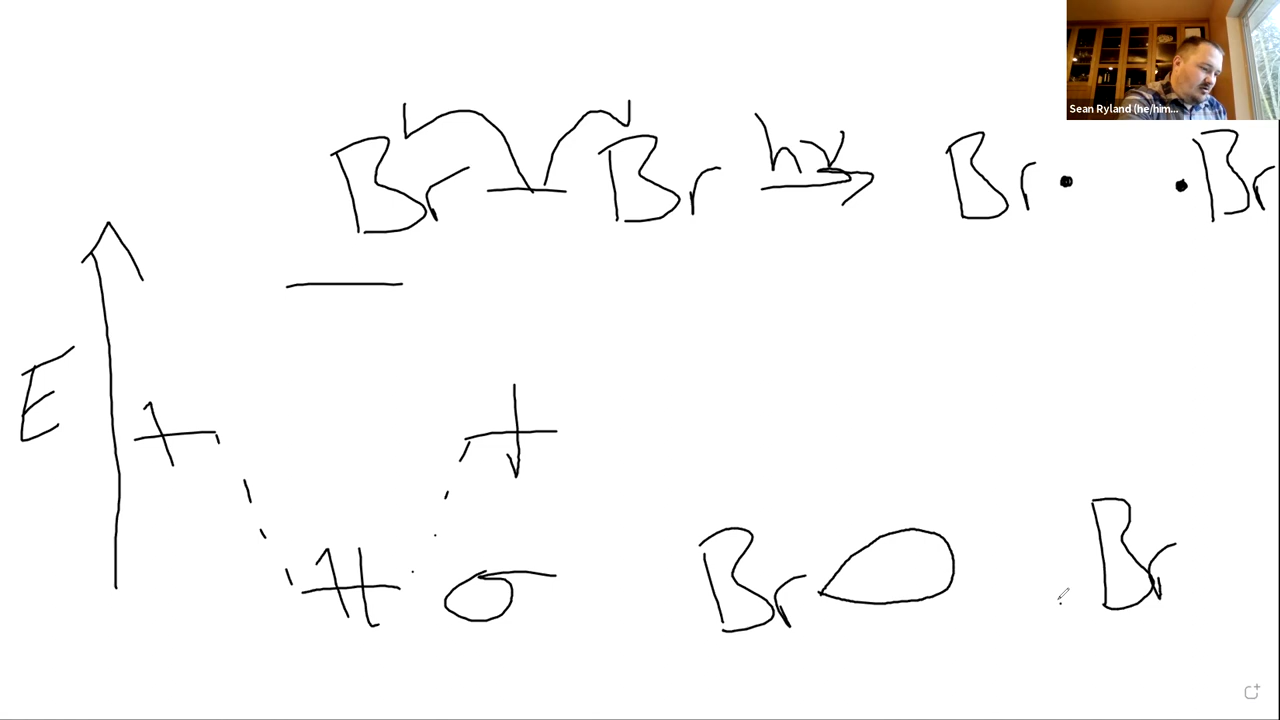 Sean Ryland (he/him...
Br — Br hν → Br• •Br
E
σ
Br Br